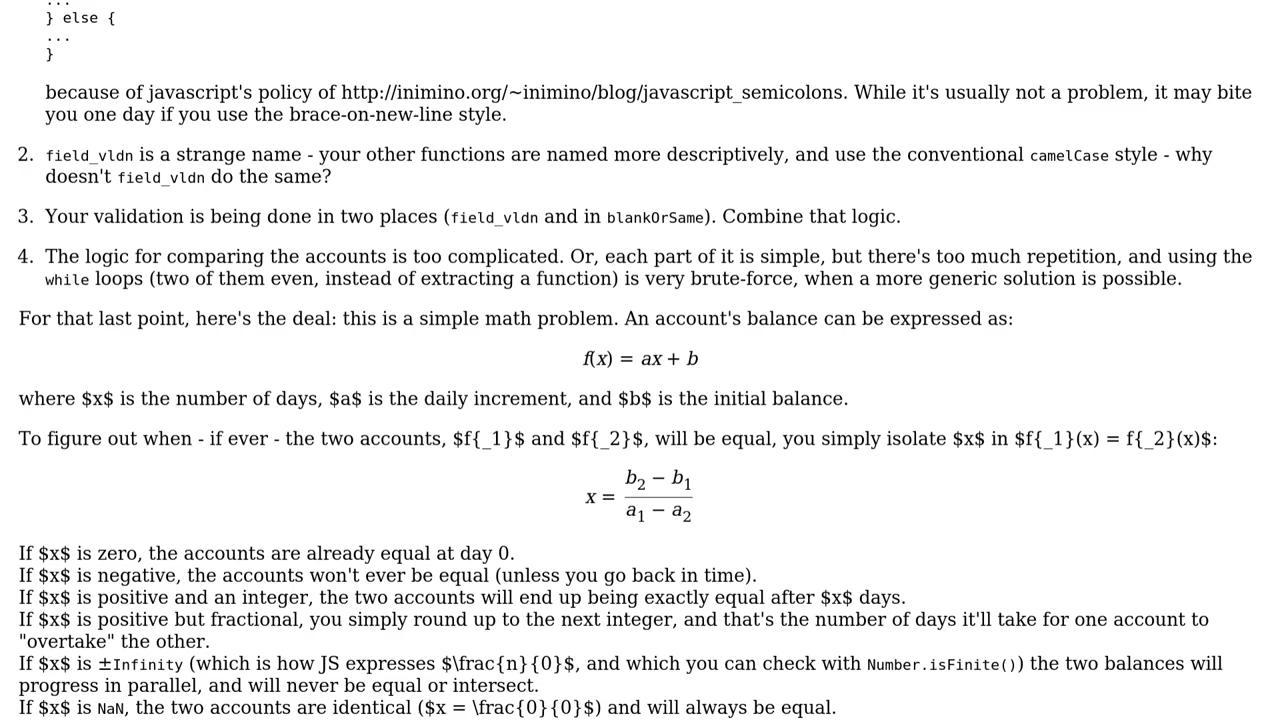 ...
} else {
...
}
because of javascript's policy of http://inimino.org/~inimino/blog/javascript_semicolons. While it's usually not a problem, it may bite
you one day if you use the brace-on-new-line style.
2. field_vldn is a strange name - your other functions are named more descriptively, and use the conventional camelCase style - why
doesn't field_vldn do the same?
3. Your validation is being done in two places (field_vldn and in blankOrSame). Combine that logic.
4. The logic for comparing the accounts is too complicated. Or, each part of it is simple, but there's too much repetition, and using the
while loops (two of them even, instead of extracting a function) is very brute-force, when a more generic solution is possible.
For that last point, here's the deal: this is a simple math problem. An account's balance can be expressed as:
f(x) = ax + b
where $x$ is the number of days, $a$ is the daily increment, and $b$ is the initial balance.
To figure out when - if ever - the two accounts, $f{_1}$ and $f{_2}$, will be equal, you simply isolate $x$ in $f{_1}(x) = f{_2}(x)$:
x = \frac{b_2 − b_1}{a_1 − a_2}
If $x$ is zero, the accounts are already equal at day 0.
If $x$ is negative, the accounts won't ever be equal (unless you go back in time).
If $x$ is positive and an integer, the two accounts will end up being exactly equal after $x$ days.
If $x$ is positive but fractional, you simply round up to the next integer, and that's the number of days it'll take for one account to
"overtake" the other.
If $x$ is ±Infinity (which is how JS expresses $\frac{n}{0}$, and which you can check with Number.isFinite()) the two balances will
progress in parallel, and will never be equal or intersect.
If $x$ is NaN, the two accounts are identical ($x = \frac{0}{0}$) and will always be equal.